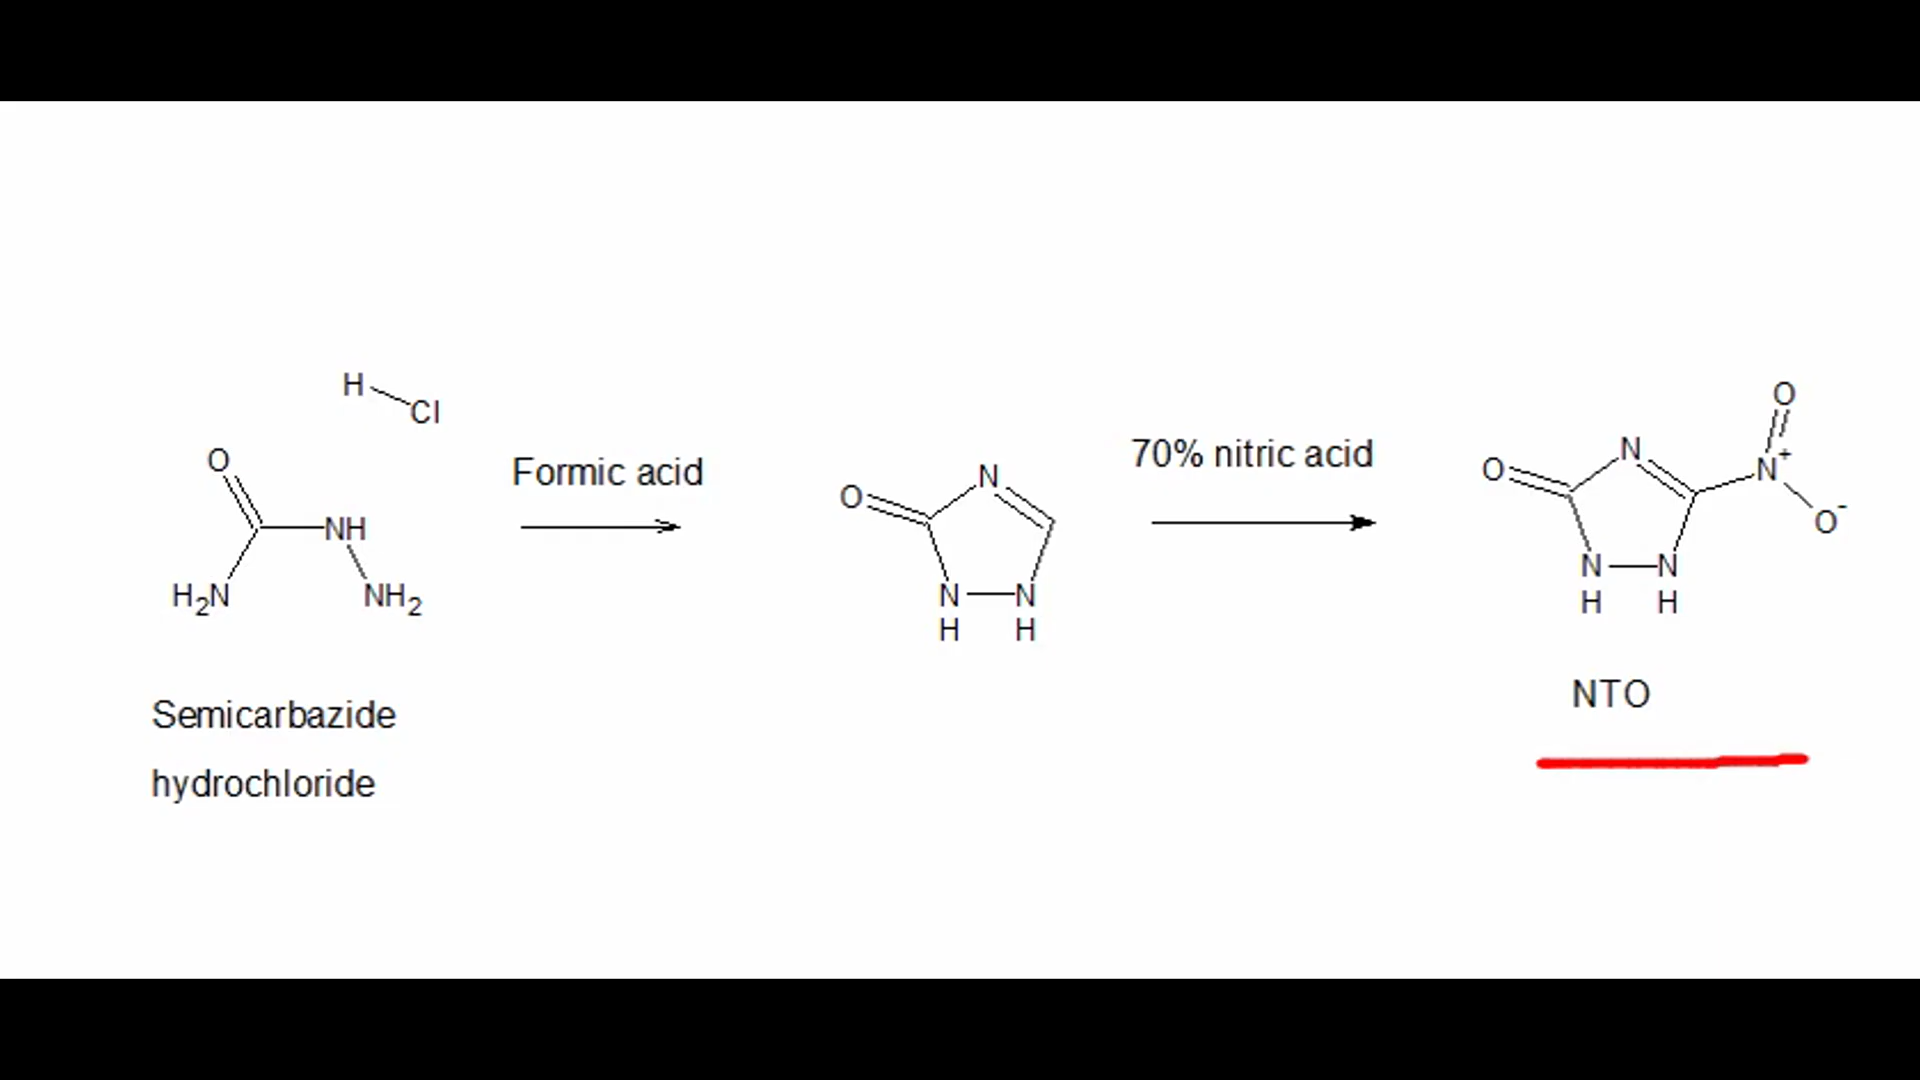 H
Cl
O
NH
H2N
NH2
Semicarbazide
hydrochloride
Formic acid
O
N
N
N
H
H
70% nitric acid
O
N
O
N+
O-
N
N
H
H
NTO